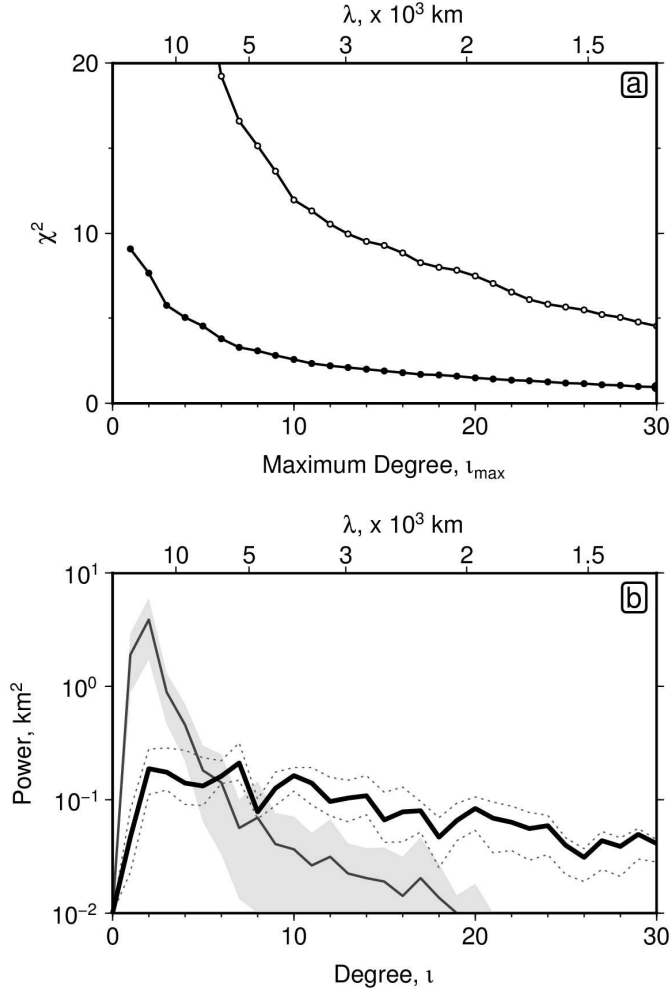 λ, x 10³ km
10 5 3 2 1.5
20
10
0
χ²
a
0 10 20 30
Maximum Degree, ιmax
λ, x 10³ km
10 5 3 2 1.5
10¹
10⁰
10⁻¹
10⁻²
Power, km²
b
0 10 20 30
Degree, ι